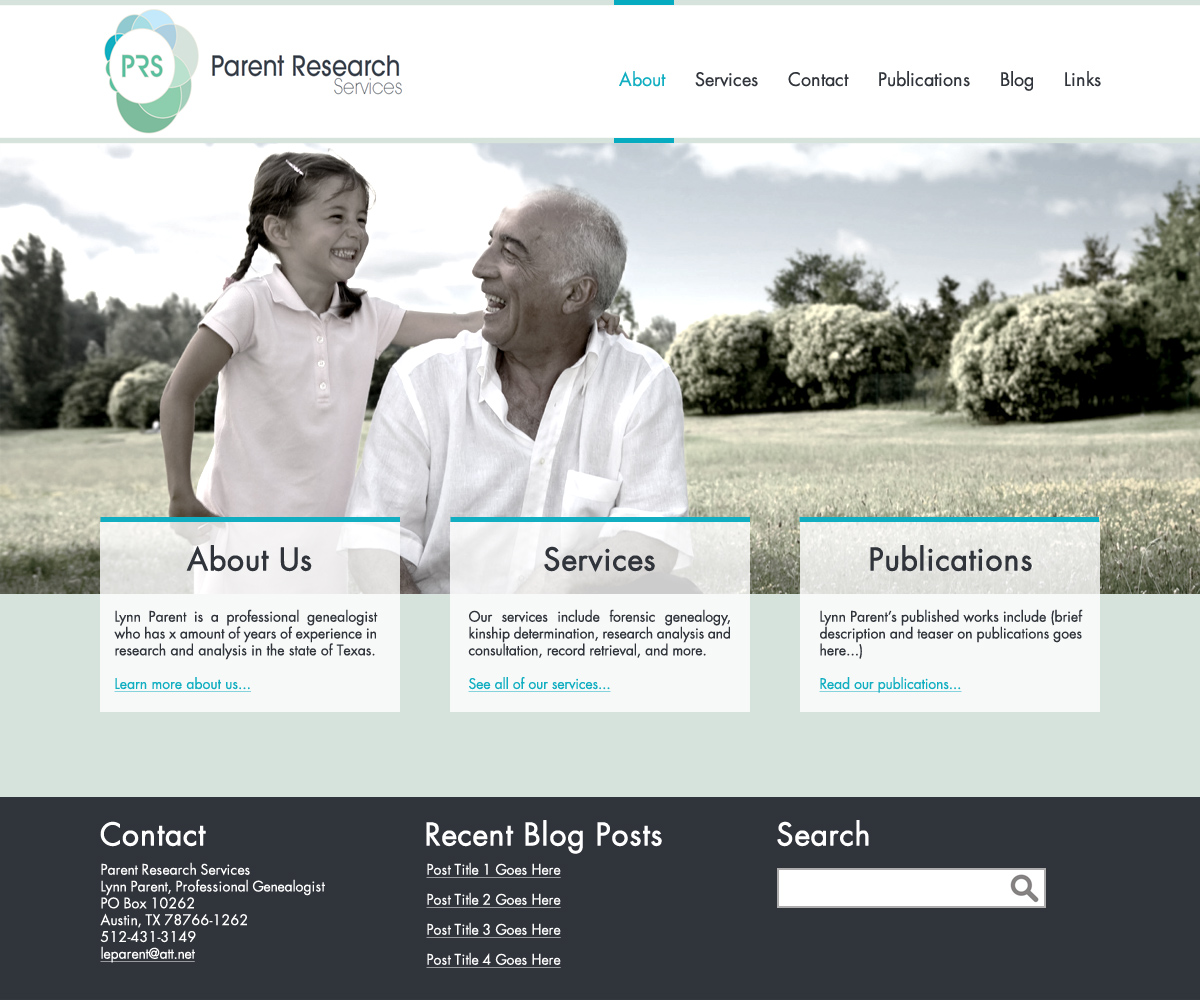 PRS
Parent Research
Services
About
Services
Contact
Publications
Blog
Links
About Us
Lynn Parent is a professional genealogist
who has x amount of years of experience in
research and analysis in the state of Texas.
Learn more about us...
Services
Our services include forensic genealogy,
kinship determination, research analysis and
consultation, record retrieval, and more.
See all of our services...
Publications
Lynn Parent's published works include (brief
description and teaser on publications goes
here...)
Read our publications...
Contact
Parent Research Services
Lynn Parent, Professional Genealogist
PO Box 10262
Austin, TX 78766-1262
512-431-3149
leparent@att.net
Recent Blog Posts
Post Title 1 Goes Here
Post Title 2 Goes Here
Post Title 3 Goes Here
Post Title 4 Goes Here
Search